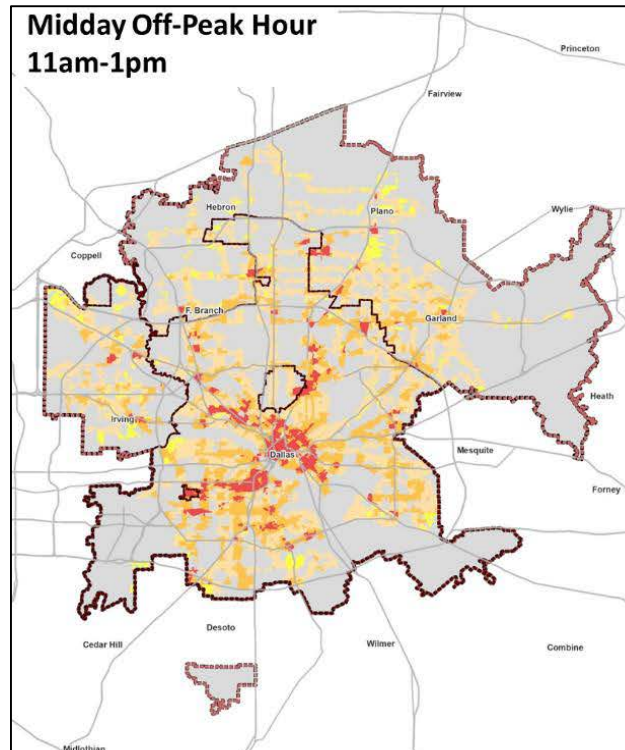 Midday Off-Peak Hour
11am-1pm
Princeton
Fairview
Hebron
Plano
Wylie
Coppell
F. Branch
Garland
Heath
Irving
Dallas
Mesquite
Forney
Cedar Hill
Desoto
Wilmer
Combine
Midlothian